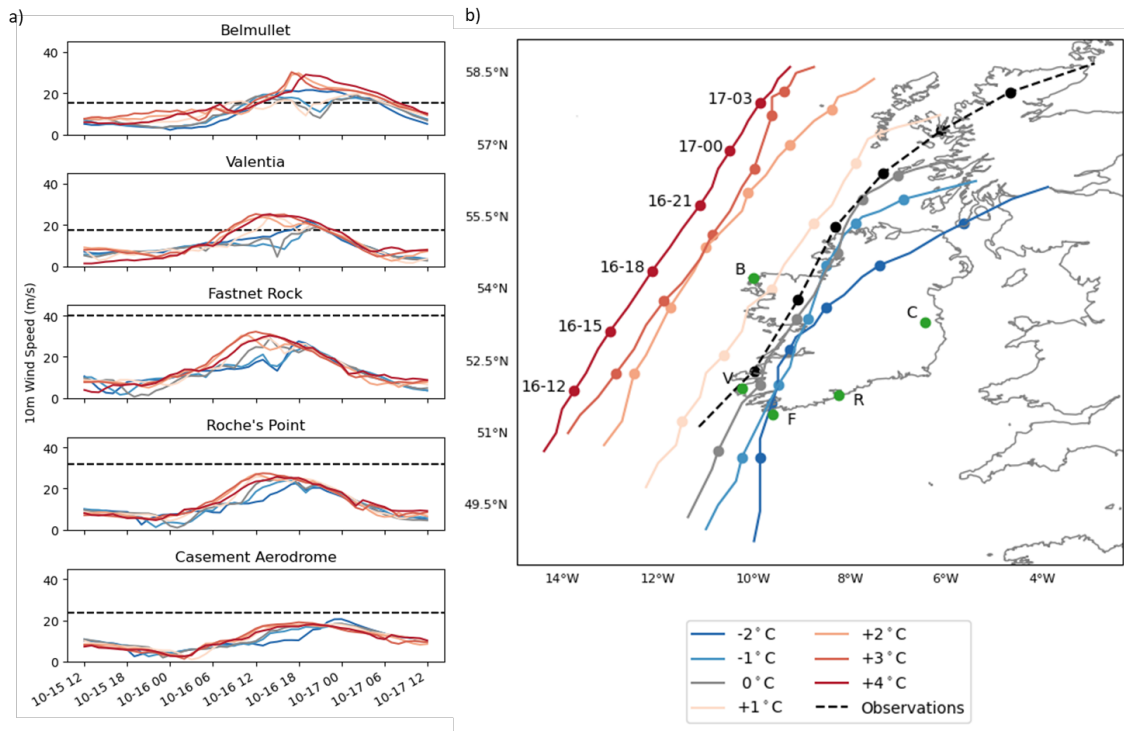 a)
Belmullet
40
20
0
Valentia
40
20
0
Fastnet Rock
40
20
0
Roche's Point
40
20
0
Casement Aerodrome
40
20
0
10m Wind Speed (m/s)
10-15 12
10-15 18
10-16 00
10-16 06
10-16 12
10-16 18
10-17 00
10-17 06
10-17 12
b)
58.5°N
57°N
55.5°N
54°N
52.5°N
51°N
49.5°N
17-03
17-00
16-21
16-18
16-15
16-12
B
C
V
R
F
14°W
12°W
10°W
8°W
6°W
4°W
-2°C
-1°C
0°C
+1°C
+2°C
+3°C
+4°C
Observations